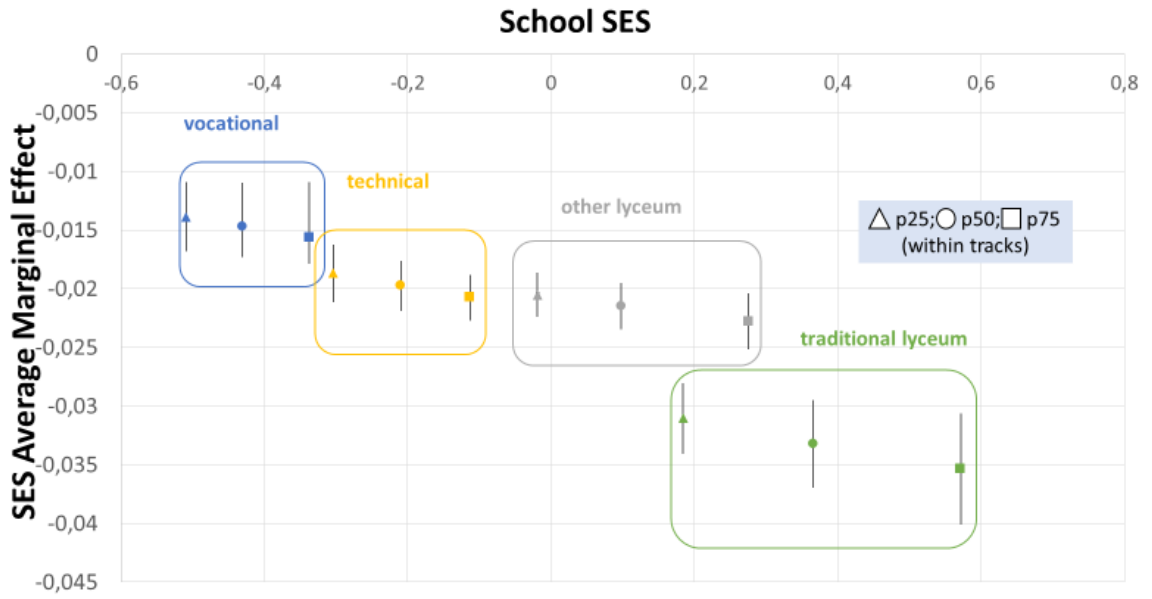 School SES
0
-0,6
-0,4
-0,2
0
0,2
0,4
0,6
0,8
-0,005
vocational
-0,01
technical
other lyceum
p25; p50; p75
(within tracks)
-0,015
-0,02
-0,025
traditional lyceum
-0,03
-0,035
-0,04
-0,045
SES Average Marginal Effect